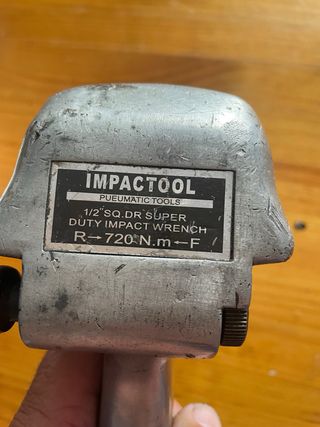 IMPACTOOL
PUEUMATIC TOOLS
1/2" SQ.DR SUPER
DUTY IMPACT WRENCH
R→720 N.m←F